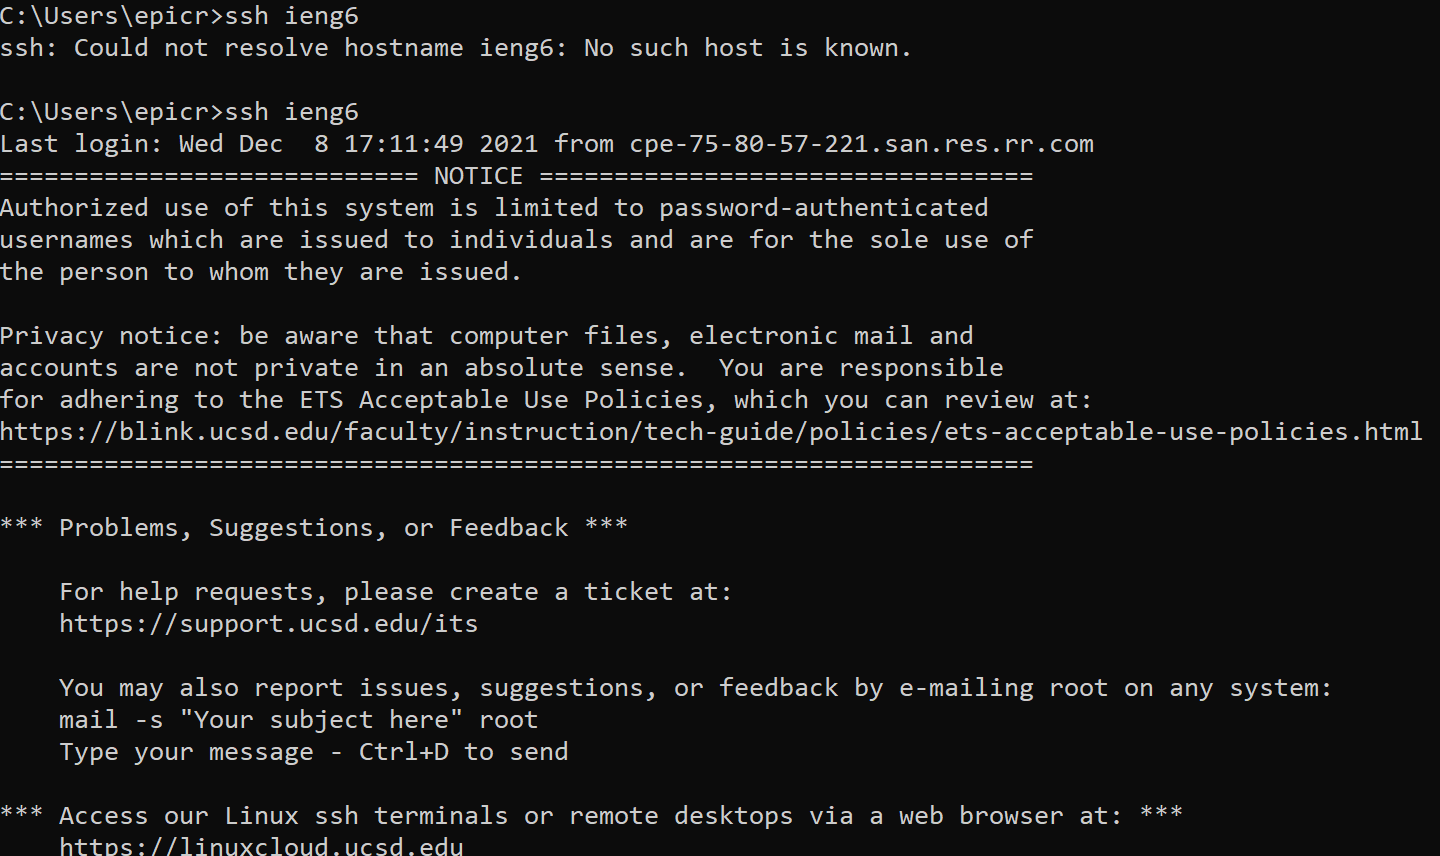 C:\Users\epicr>ssh ieng6
ssh: Could not resolve hostname ieng6: No such host is known.
C:\Users\epicr>ssh ieng6
Last login: Wed Dec  8 17:11:49 2021 from cpe-75-80-57-221.san.res.rr.com
============================ NOTICE =================================
Authorized use of this system is limited to password-authenticated
usernames which are issued to individuals and are for the sole use of
the person to whom they are issued.
Privacy notice: be aware that computer files, electronic mail and
accounts are not private in an absolute sense.  You are responsible
for adhering to the ETS Acceptable Use Policies, which you can review at:
https://blink.ucsd.edu/faculty/instruction/tech-guide/policies/ets-acceptable-use-policies.html
=====================================================================
*** Problems, Suggestions, or Feedback ***
    For help requests, please create a ticket at:
    https://support.ucsd.edu/its
    You may also report issues, suggestions, or feedback by e-mailing root on any system:
    mail -s "Your subject here" root
    Type your message - Ctrl+D to send
*** Access our Linux ssh terminals or remote desktops via a web browser at: ***
    https://linuxcloud.ucsd.edu